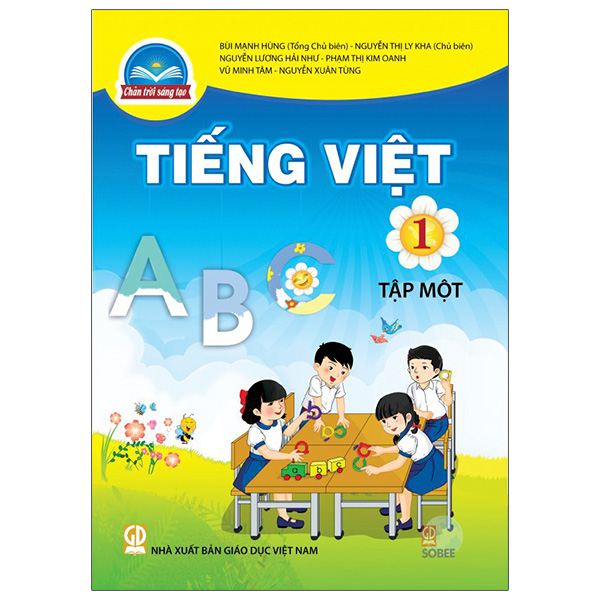 BÙI MẠNH HÙNG (Tổng Chủ biên) - NGUYỄN THỊ LY KHA (Chủ biên)
NGUYỄN LƯƠNG HẢI NHƯ - PHẠM THỊ KIM OANH
VŨ MINH TÂM - NGUYỄN XUÂN TÙNG
Chân trời sáng tạo
TIẾNG VIỆT
1
A B C
TẬP MỘT
b
a
b
c
a
c
a b c
GD
NHÀ XUẤT BẢN GIÁO DỤC VIỆT NAM
GD
SOBEE